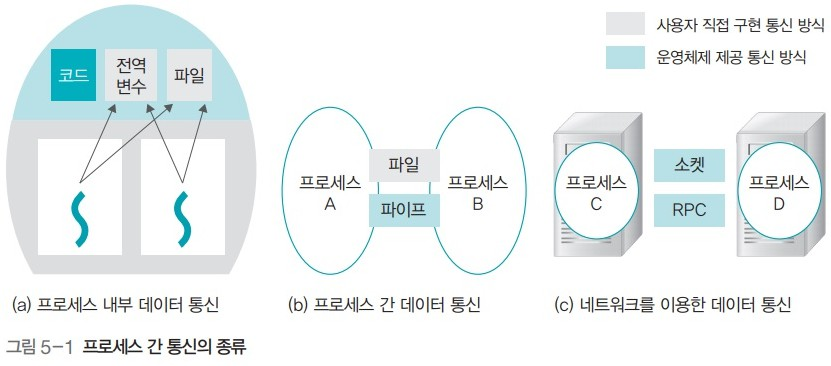 사용자 직접 구현 통신 방식
운영체제 제공 통신 방식
코드
전역
변수
파일
(a) 프로세스 내부 데이터 통신
프로세스
A
파일
파이프
프로세스
B
(b) 프로세스 간 데이터 통신
프로세스
C
소켓
RPC
프로세스
D
(c) 네트워크를 이용한 데이터 통신
그림 5-1 프로세스 간 통신의 종류